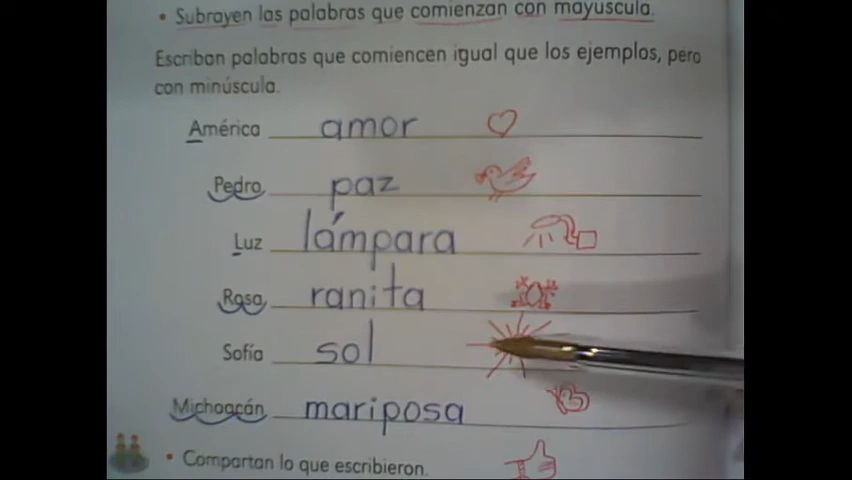 • Subrayen las palabras que comienzan con mayúscula.
Escriban palabras que comiencen igual que los ejemplos, pero
con minúscula.
América amor
Pedro paz
Luz lámpara
Rosa ranita
Sofía sol
Michoacán mariposa
• Compartan lo que escribieron.